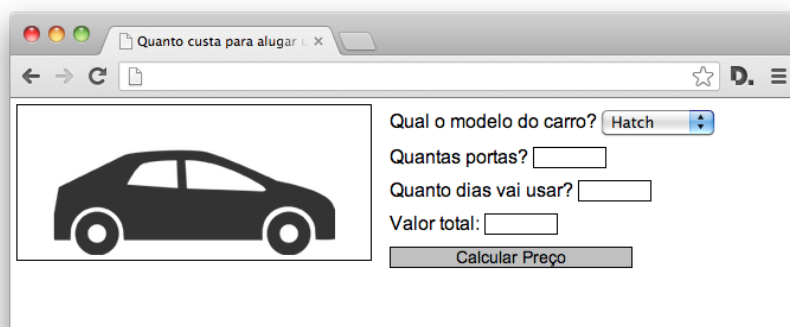 Quanto custa para alugar
Qual o modelo do carro? Hatch
Quantas portas?
Quanto dias vai usar?
Valor total:
Calcular Preço